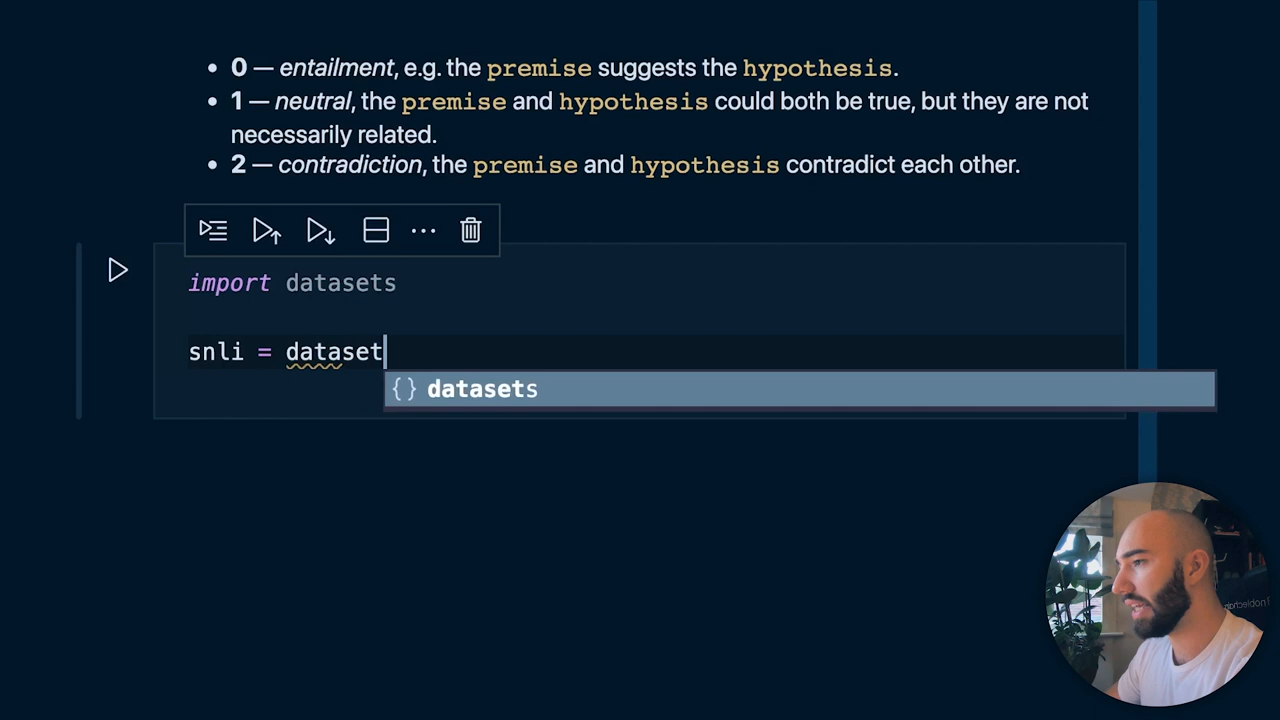 0 — entailment, e.g. the premise suggests the hypothesis.
1 — neutral, the premise and hypothesis could both be true, but they are not
necessarily related.
2 — contradiction, the premise and hypothesis contradict each other.
import datasets
snli = dataset
{} datasets